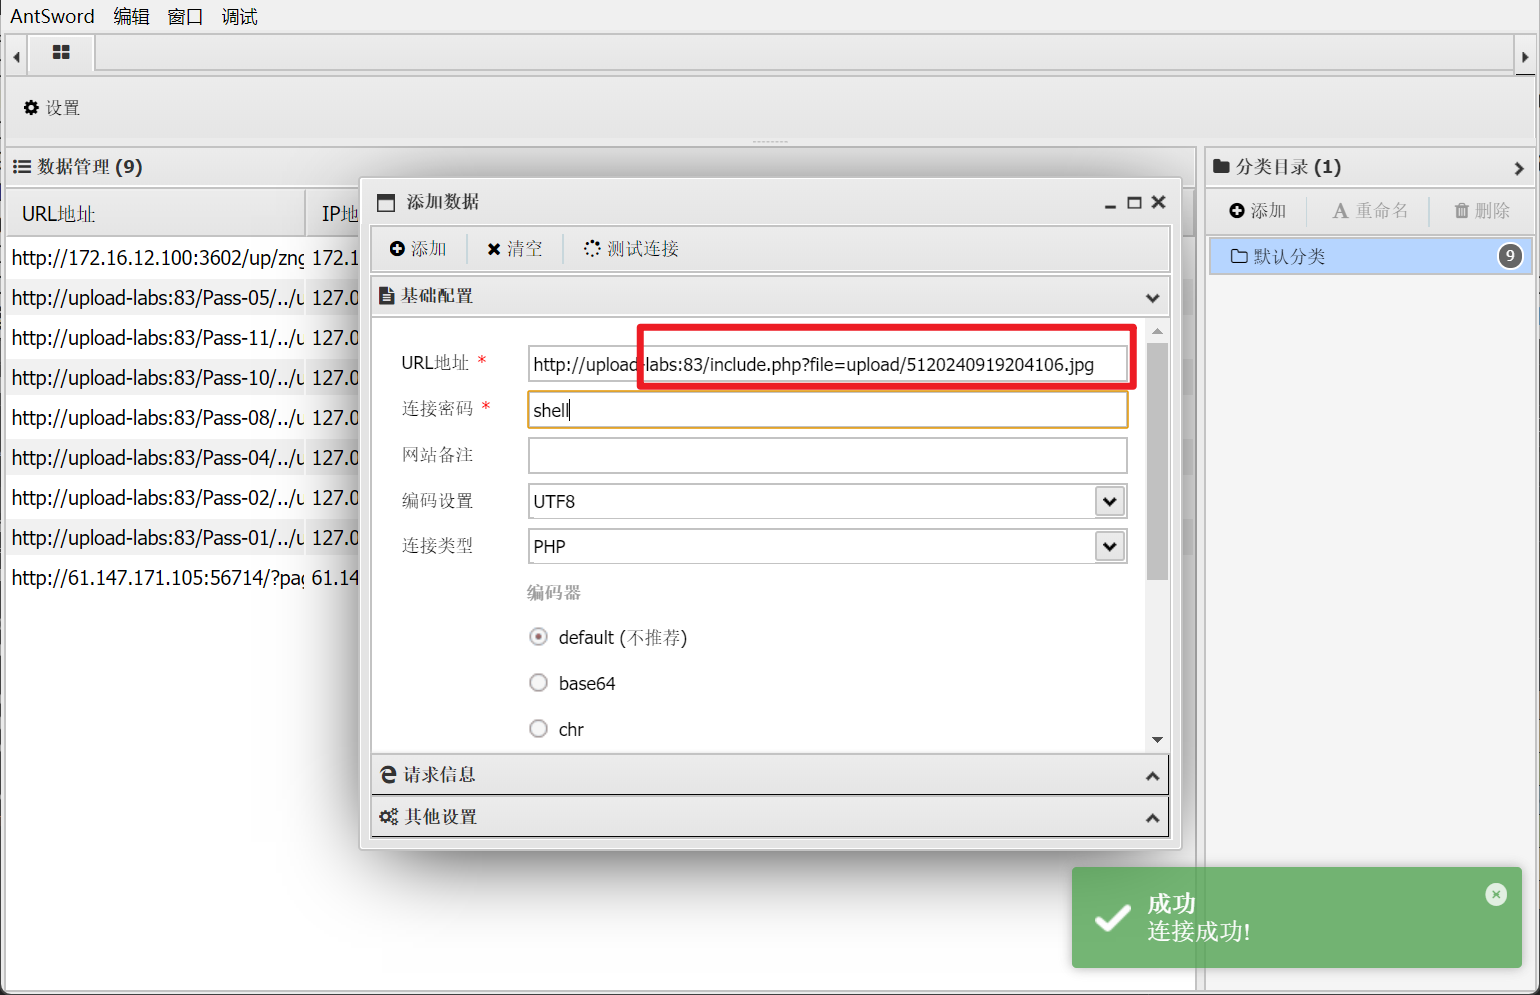 AntSword 编辑 窗口 调试
设置
数据管理 (9)
URL地址 IP地
http://172.16.12.100:3602/up/zng 172.1
http://upload-labs:83/Pass-05/../u 127.0
http://upload-labs:83/Pass-11/../u 127.0
http://upload-labs:83/Pass-10/../u 127.0
http://upload-labs:83/Pass-08/../u 127.0
http://upload-labs:83/Pass-04/../u 127.0
http://upload-labs:83/Pass-02/../u 127.0
http://upload-labs:83/Pass-01/../u 127.0
http://61.147.171.105:56714/?pag 61.14
添加数据
添加 清空 测试连接
基础配置
URL地址 * http://upload-labs:83/include.php?file=upload/5120240919204106.jpg
连接密码 * shell
网站备注
编码设置 UTF8
连接类型 PHP
编码器
default (不推荐)
base64
chr
请求信息
其他设置
分类目录 (1)
添加 重命名 删除
默认分类 9
成功
连接成功!